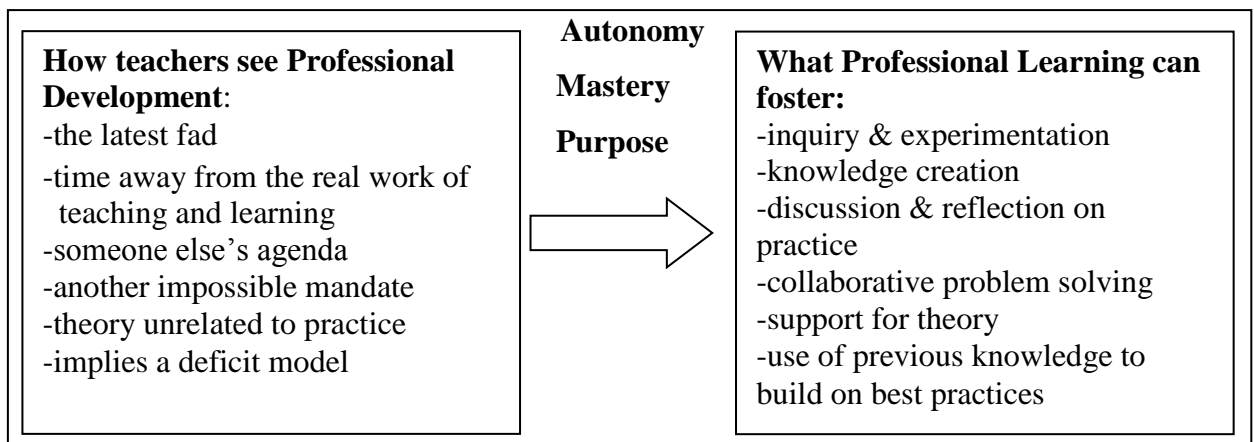 How teachers see Professional
Development:
-the latest fad
-time away from the real work of
teaching and learning
-someone else’s agenda
-another impossible mandate
-theory unrelated to practice
-implies a deficit model
Autonomy
Mastery
Purpose
What Professional Learning can
foster:
-inquiry & experimentation
-knowledge creation
-discussion & reflection on
practice
-collaborative problem solving
-support for theory
-use of previous knowledge to
build on best practices